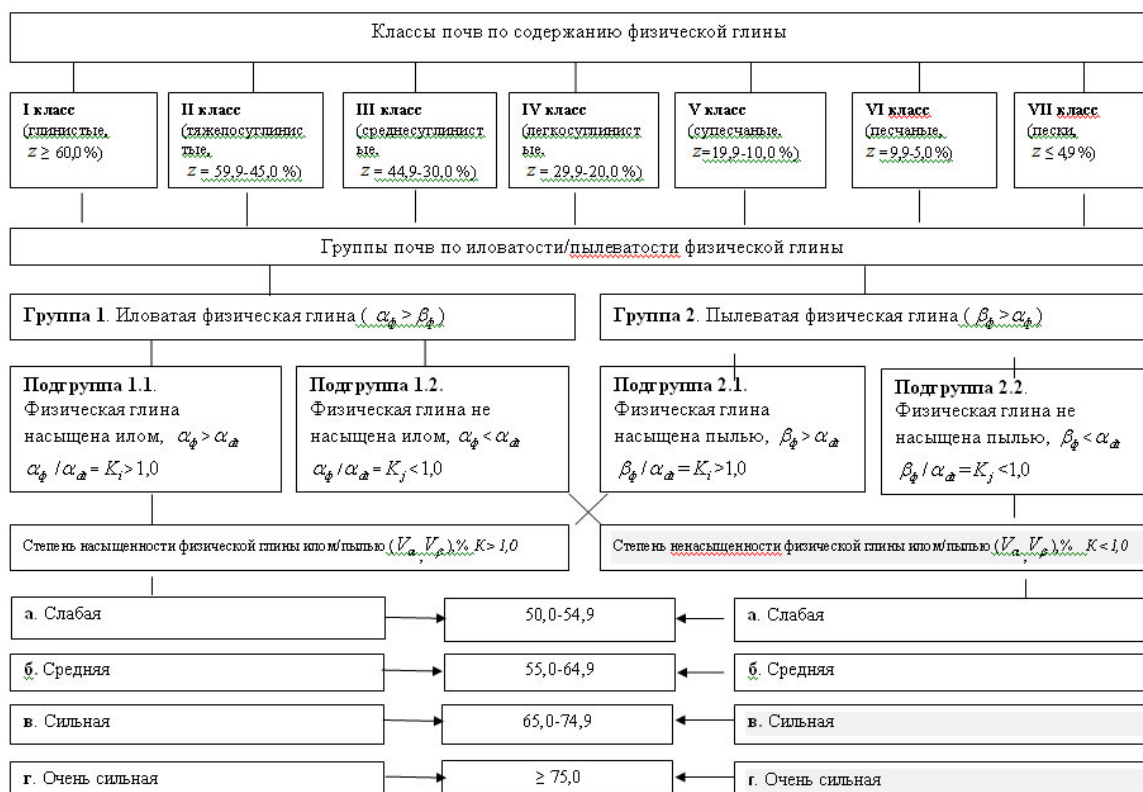 Классы почв по содержанию физической глины
I класс
(глинистые,
z ≥ 60,0 %)
II класс
(тяжелосуглинис
тые,
z = 59,9-45,0 %)
III класс
(среднесуглинист
ые,
z = 44,9-30,0 %)
IV класс
(легкосуглинист
ые,
z = 29,9-20,0 %)
V класс
(супесчаные,
z=19,9-10,0 %)
VI класс
(песчаные,
z =9,9-5,0 %)
VII класс
(пески,
z ≤ 4,9 %)
Группы почв по иловатости/пылеватости физической глины
Группа 1. Иловатая физическая глина ( αф > βф )
Группа 2. Пылеватая физическая глина ( βф > αф )
Подгруппа 1.1.
Физическая глина
насыщена илом, αф > αdt
αф / αdt = Ki > 1,0
Подгруппа 1.2.
Физическая глина не
насыщена илом, αф < αdt
αф / αdt = Kj < 1,0
Подгруппа 2.1.
Физическая глина
насыщена пылью, βф > αdt
βф / αdt = Ki >1,0
Подгруппа 2.2.
Физическая глина не
насыщена пылью, βф < αdt
βф / αdt = Kj <1,0
Степень насыщенности физической глины илом/пылью (Vα, Vβ),% K> 1,0
Степень ненасыщенности физической глины илом/пылью (Vα, Vβ),% K < 1,0
а. Слабая
50,0-54,9
а. Слабая
б. Средняя
55,0-64,9
б. Средняя
в. Сильная
65,0-74,9
в. Сильная
г. Очень сильная
≥ 75,0
г. Очень сильная